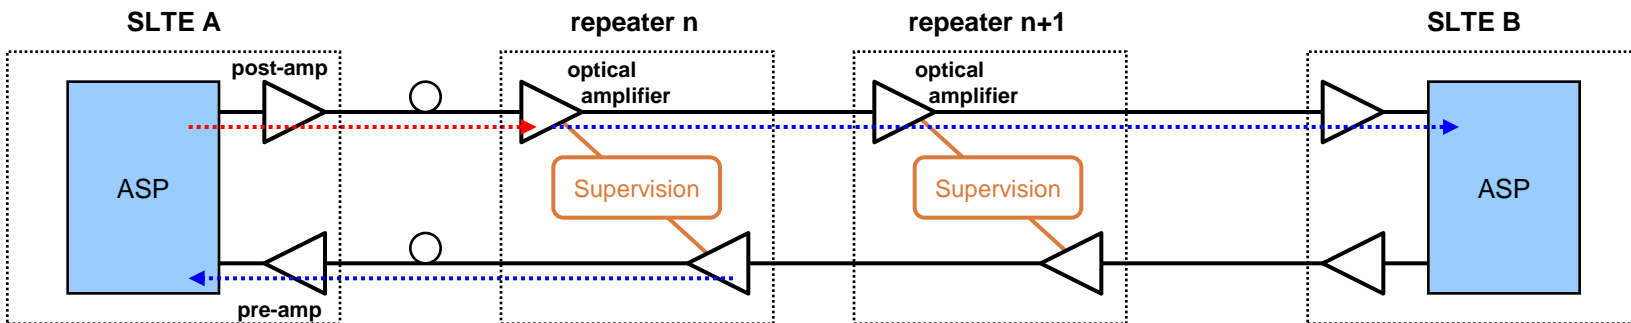 SLTE A
repeater n
repeater n+1
SLTE B
post-amp
optical
amplifier
optical
amplifier
ASP
Supervision
Supervision
ASP
pre-amp